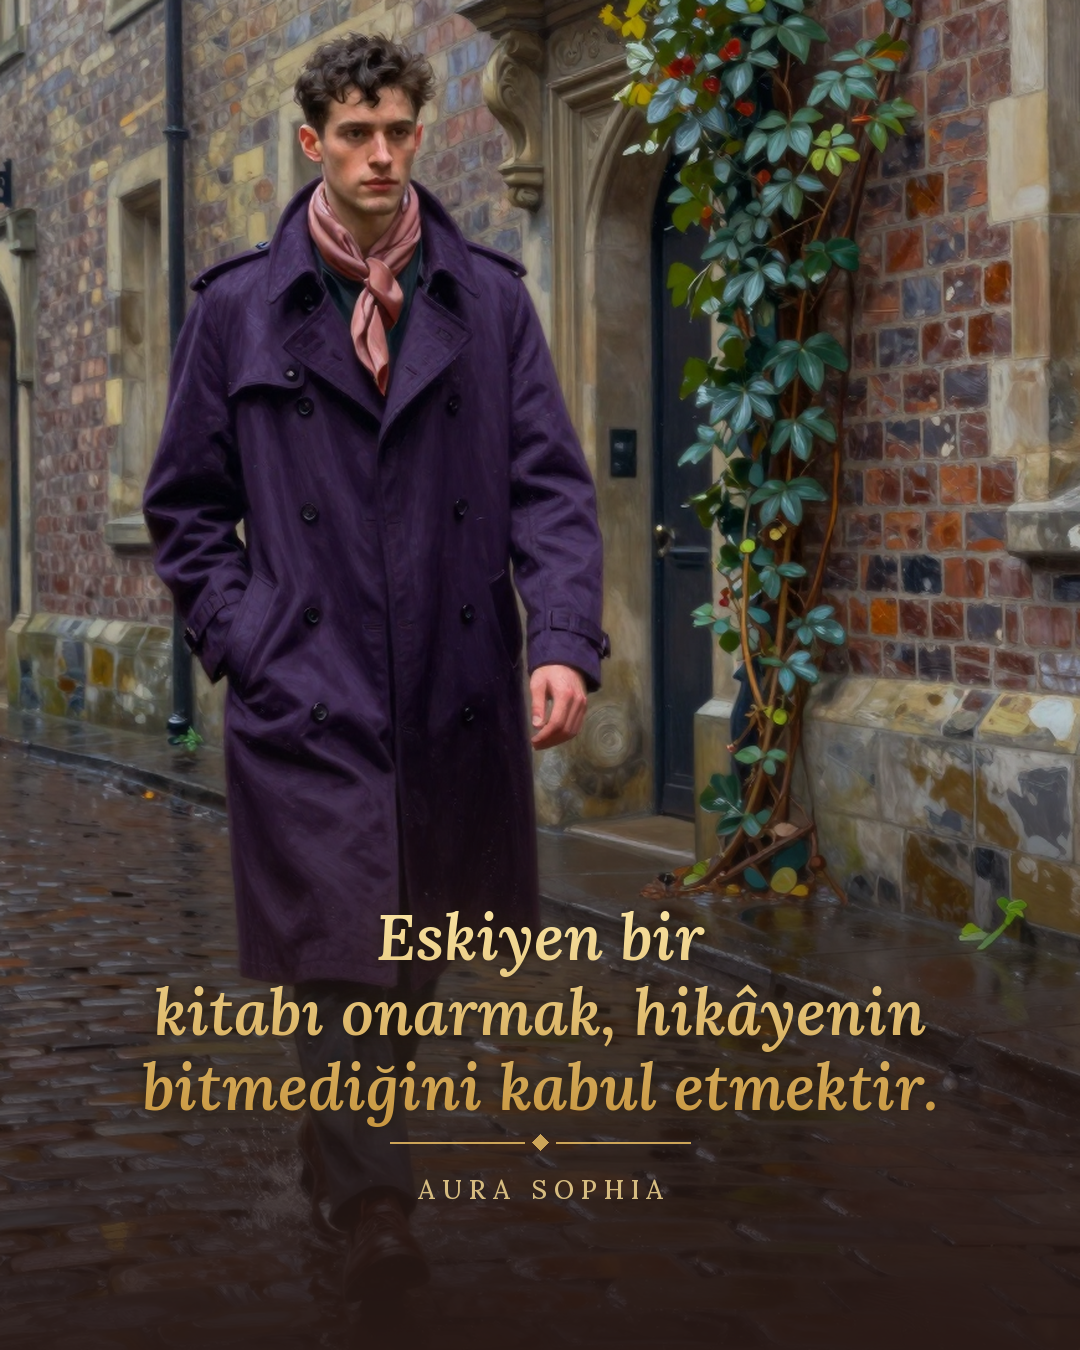 Eskiyen bir
kitabı onarmak, hikâyenin
bitmediğini kabul etmektir.
AURA SOPHIA